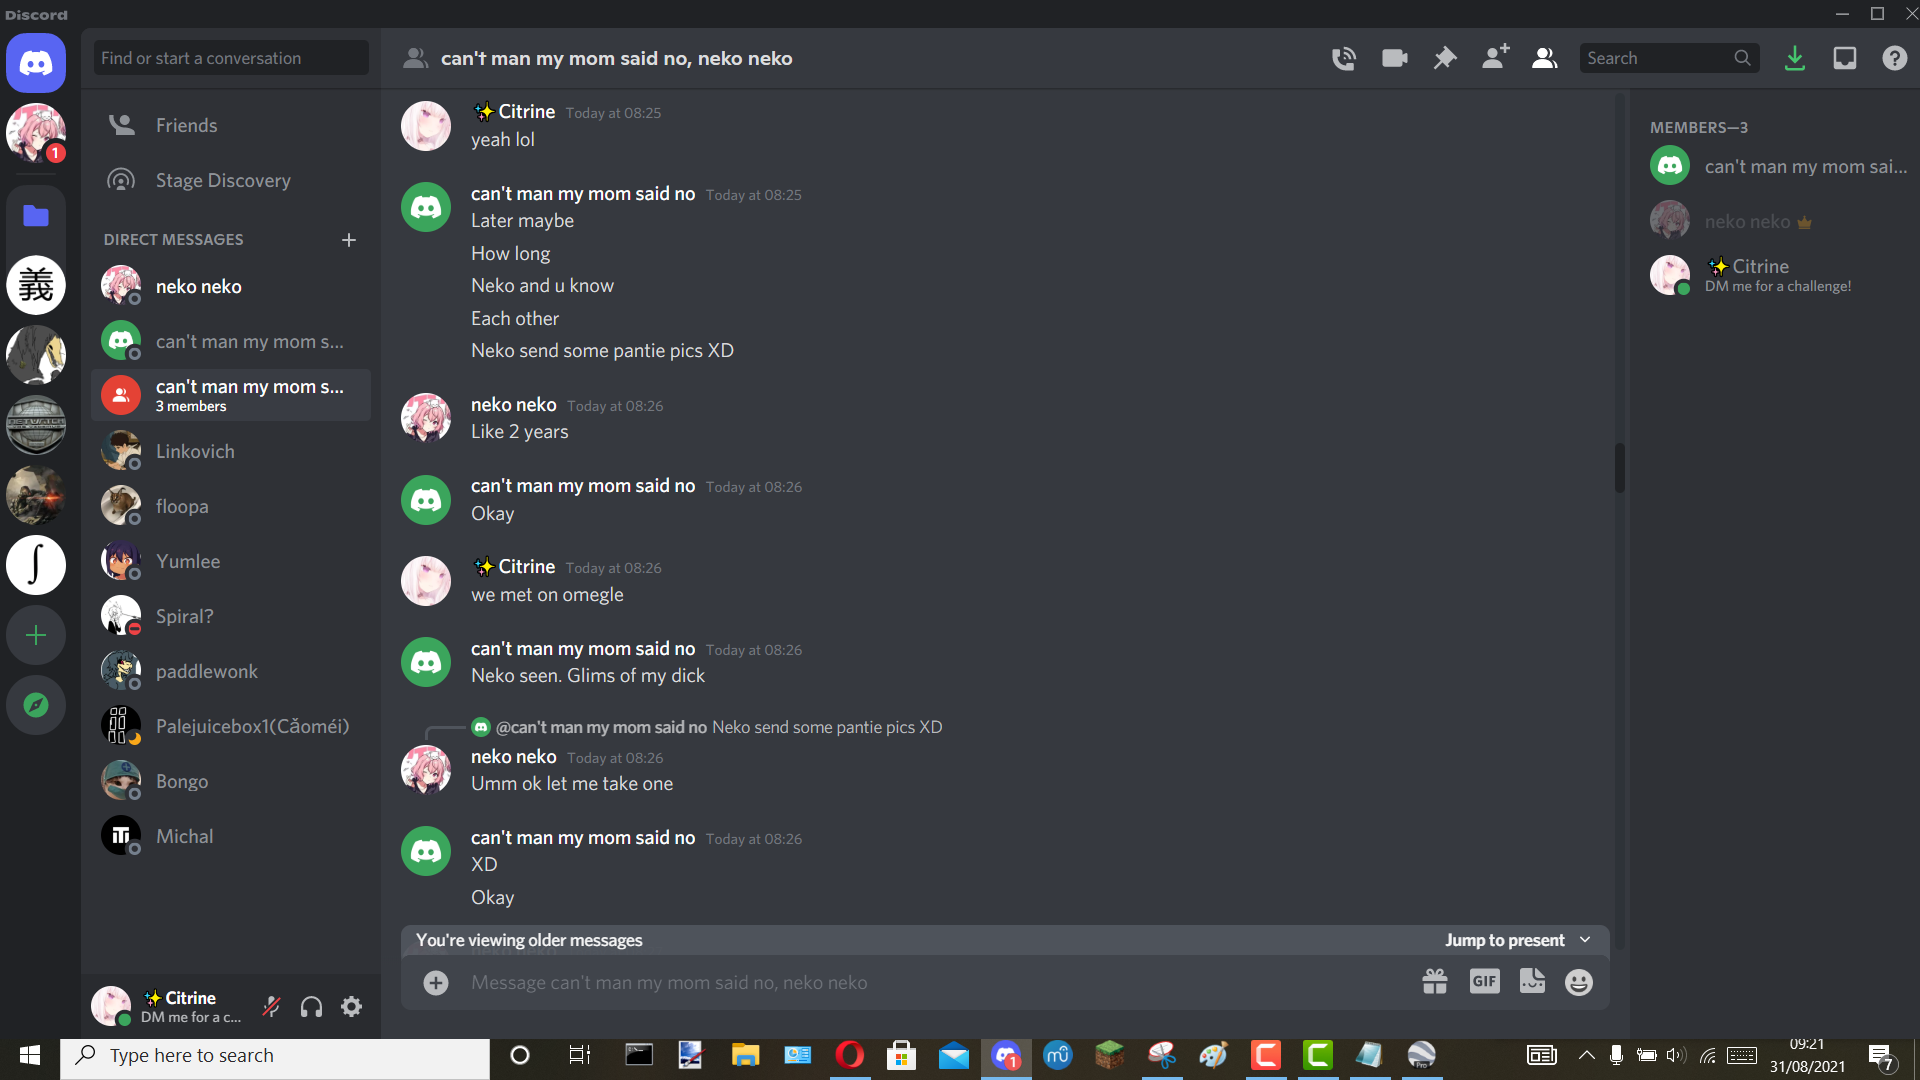 Discord
Find or start a conversation
can't man my mom said no, neko neko
Search
Friends
Stage Discovery
DIRECT MESSAGES
neko neko
can't man my mom s...
can't man my mom s...
3 members
Linkovich
floopa
Yumlee
Spiral?
paddlewonk
Palejuicebox1(Cǎoméi)
Bongo
Michal
1
義
∫
✨Citrine
DM me for a c...
✨Citrine Today at 08:25
yeah lol
can't man my mom said no Today at 08:25
Later maybe
How long
Neko and u know
Each other
Neko send some pantie pics XD
neko neko Today at 08:26
Like 2 years
can't man my mom said no Today at 08:26
Okay
✨Citrine Today at 08:26
we met on omegle
can't man my mom said no Today at 08:26
Neko seen. Glims of my dick
@can't man my mom said no Neko send some pantie pics XD
neko neko Today at 08:26
Umm ok let me take one
can't man my mom said no Today at 08:26
XD
Okay
You're viewing older messages
Jump to present
Message can't man my mom said no, neko neko
GIF
MEMBERS—3
can't man my mom sai...
neko neko
✨Citrine
DM me for a challenge!
Type here to search
1
09:21
31/08/2021
7